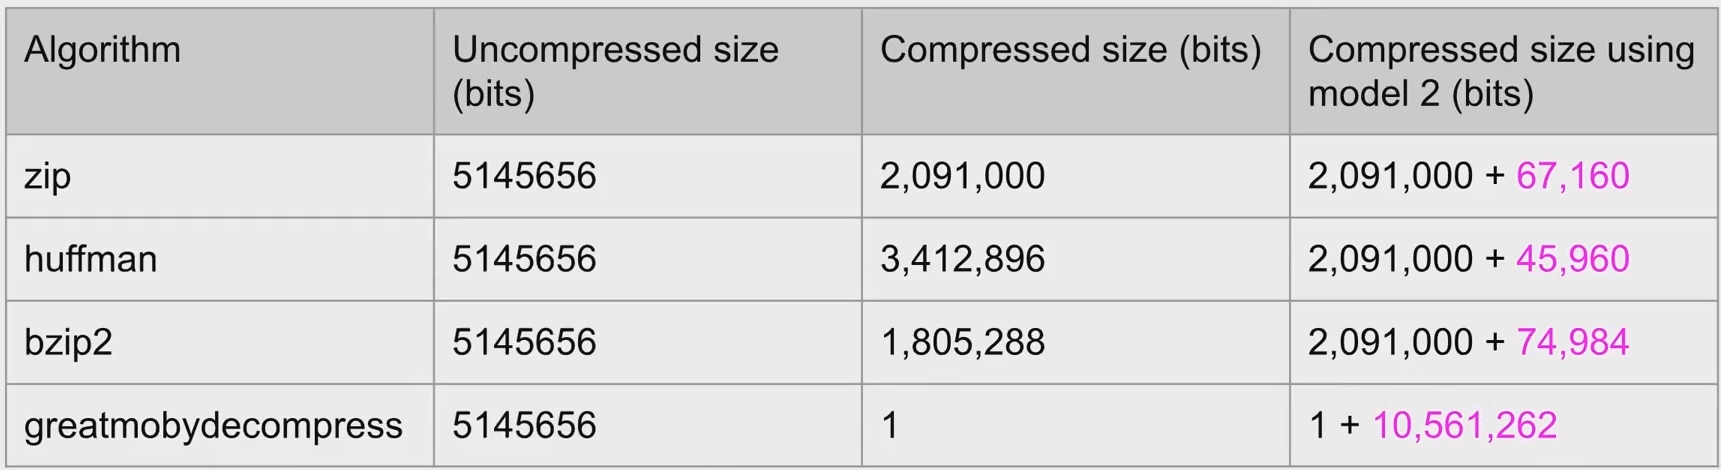 Algorithm Uncompressed size (bits) Compressed size (bits) Compressed size using model 2 (bits)
zip 5145656 2,091,000 2,091,000 + 67,160
huffman 5145656 3,412,896 2,091,000 + 45,960
bzip2 5145656 1,805,288 2,091,000 + 74,984
greatmobydecompress 5145656 1 1 + 10,561,262